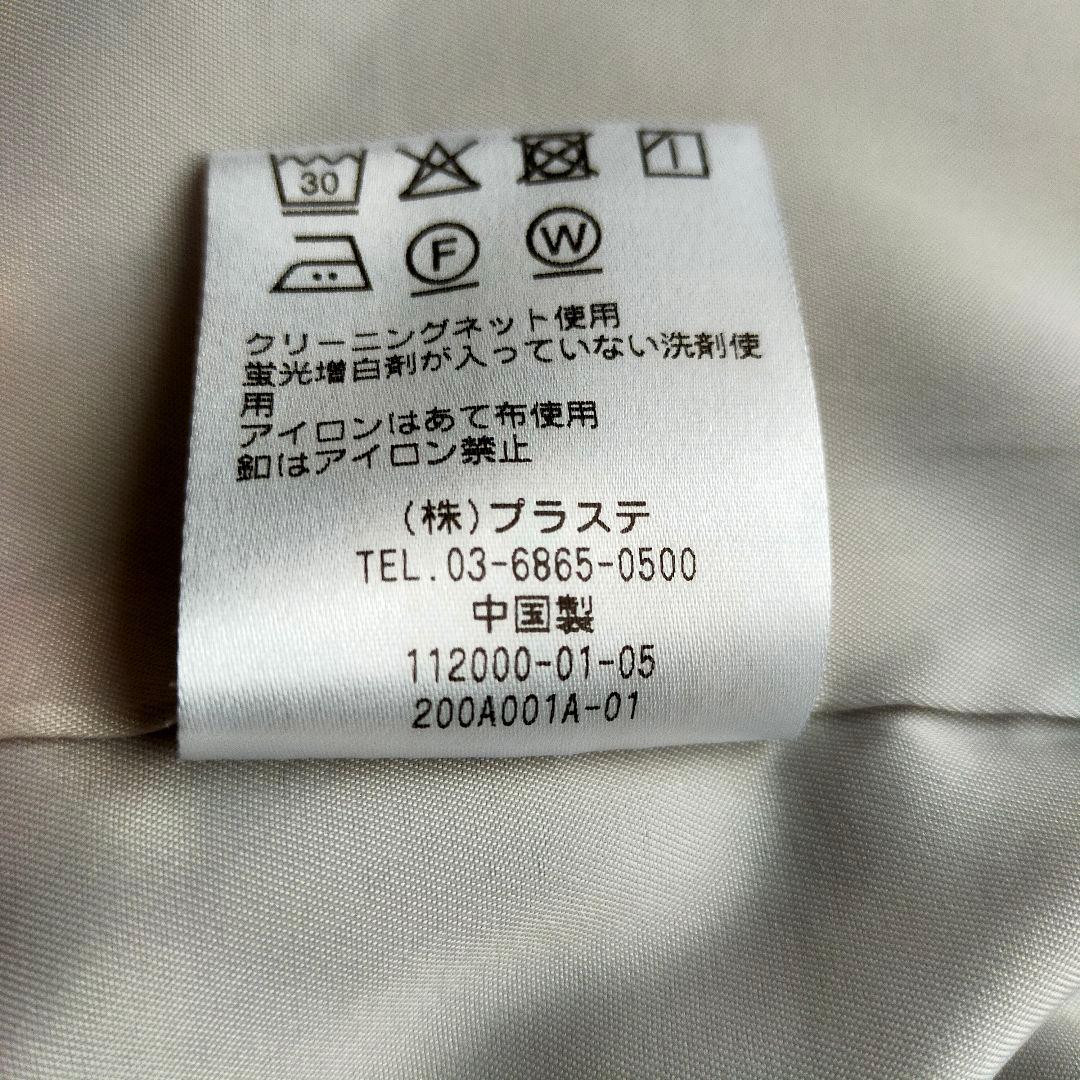 30
F W
クリーニングネット使用
蛍光増白剤が入っていない洗剤使
用
アイロンはあて布使用
釦はアイロン禁止
(株)プラステ
TEL.03-6865-0500
中国製
112000-01-05
200A001A-01